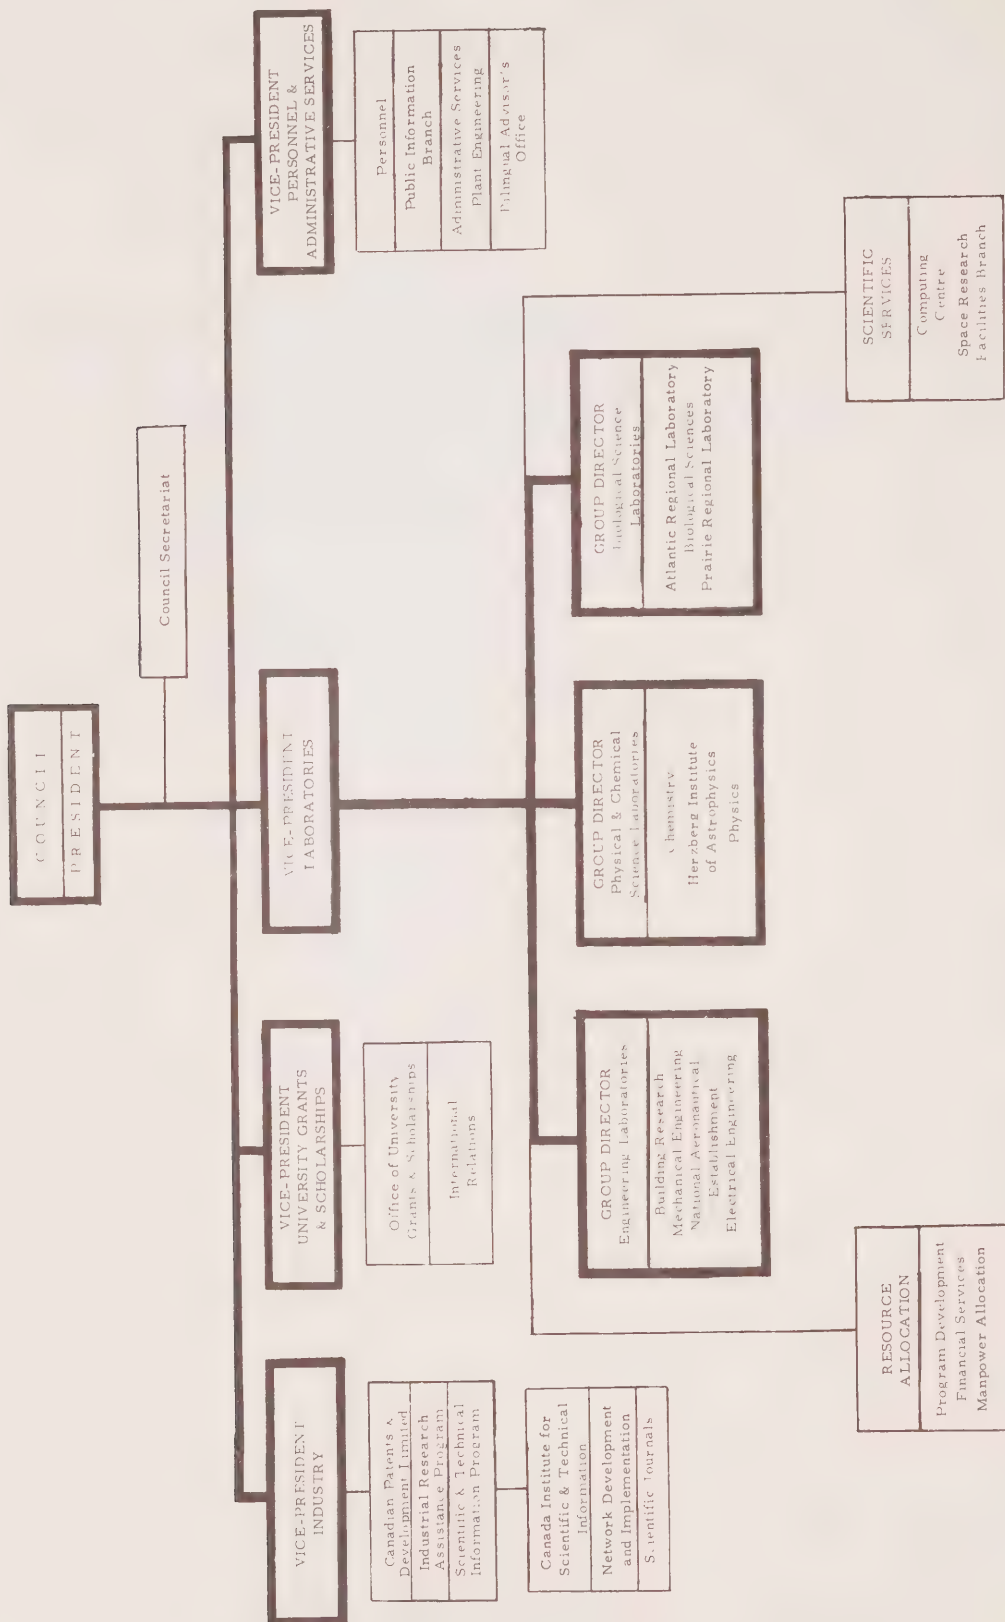 COUNCIL
PRESIDENT
Council Secretariat
VICE-PRESIDENT
INDUSTRY
Canadian Patents &
Development Limited
Industrial Research
Assistance Program
Scientific & Technical
Information Program
Canada Institute for
Scientific & Technical
Information
Network Development
and Implementation
Scientific Journals
VICE-PRESIDENT
UNIVERSITY GRANTS
& SCHOLARSHIPS
Office of University
Grants & Scholarships
International
Relations
VICE-PRESIDENT
LABORATORIES
VICE-PRESIDENT
PERSONNEL &
ADMINISTRATIVE SERVICES
Personnel
Public Information
Branch
Administrative Services
Plant Engineering
Bilingual Advisor's
Office
GROUP DIRECTOR
Engineering Laboratories
Building Research
Mechanical Engineering
National Aeronautical
Establishment
Electrical Engineering
GROUP DIRECTOR
Physical & Chemical
Science Laboratories
Chemistry
Herzberg Institute
of Astrophysics
Physics
GROUP DIRECTOR
Biological Science
Laboratories
Atlantic Regional Laboratory
Biological Sciences
Prairie Regional Laboratory
RESOURCE
ALLOCATION
Program Development
Financial Services
Manpower Allocation
SCIENTIFIC
SERVICES
Computing
Centre
Space Research
Facilities Branch